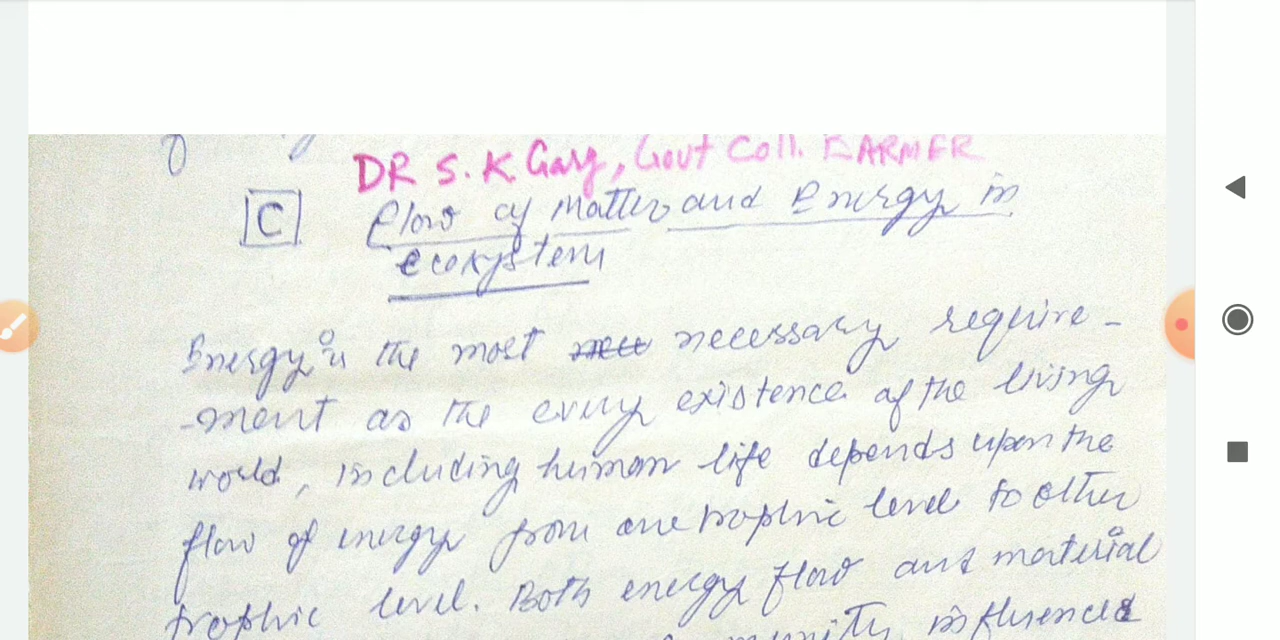 DR S. K. Garg, Govt Coll. BARMER
C Flow of matter and Energy in
ecosystem
Energy is the most necessary require-
-ment as the every existence of the living
world, including human life depends upon the
flow of energy from one trophic level to other
trophic level. Both energy flow and material
influences